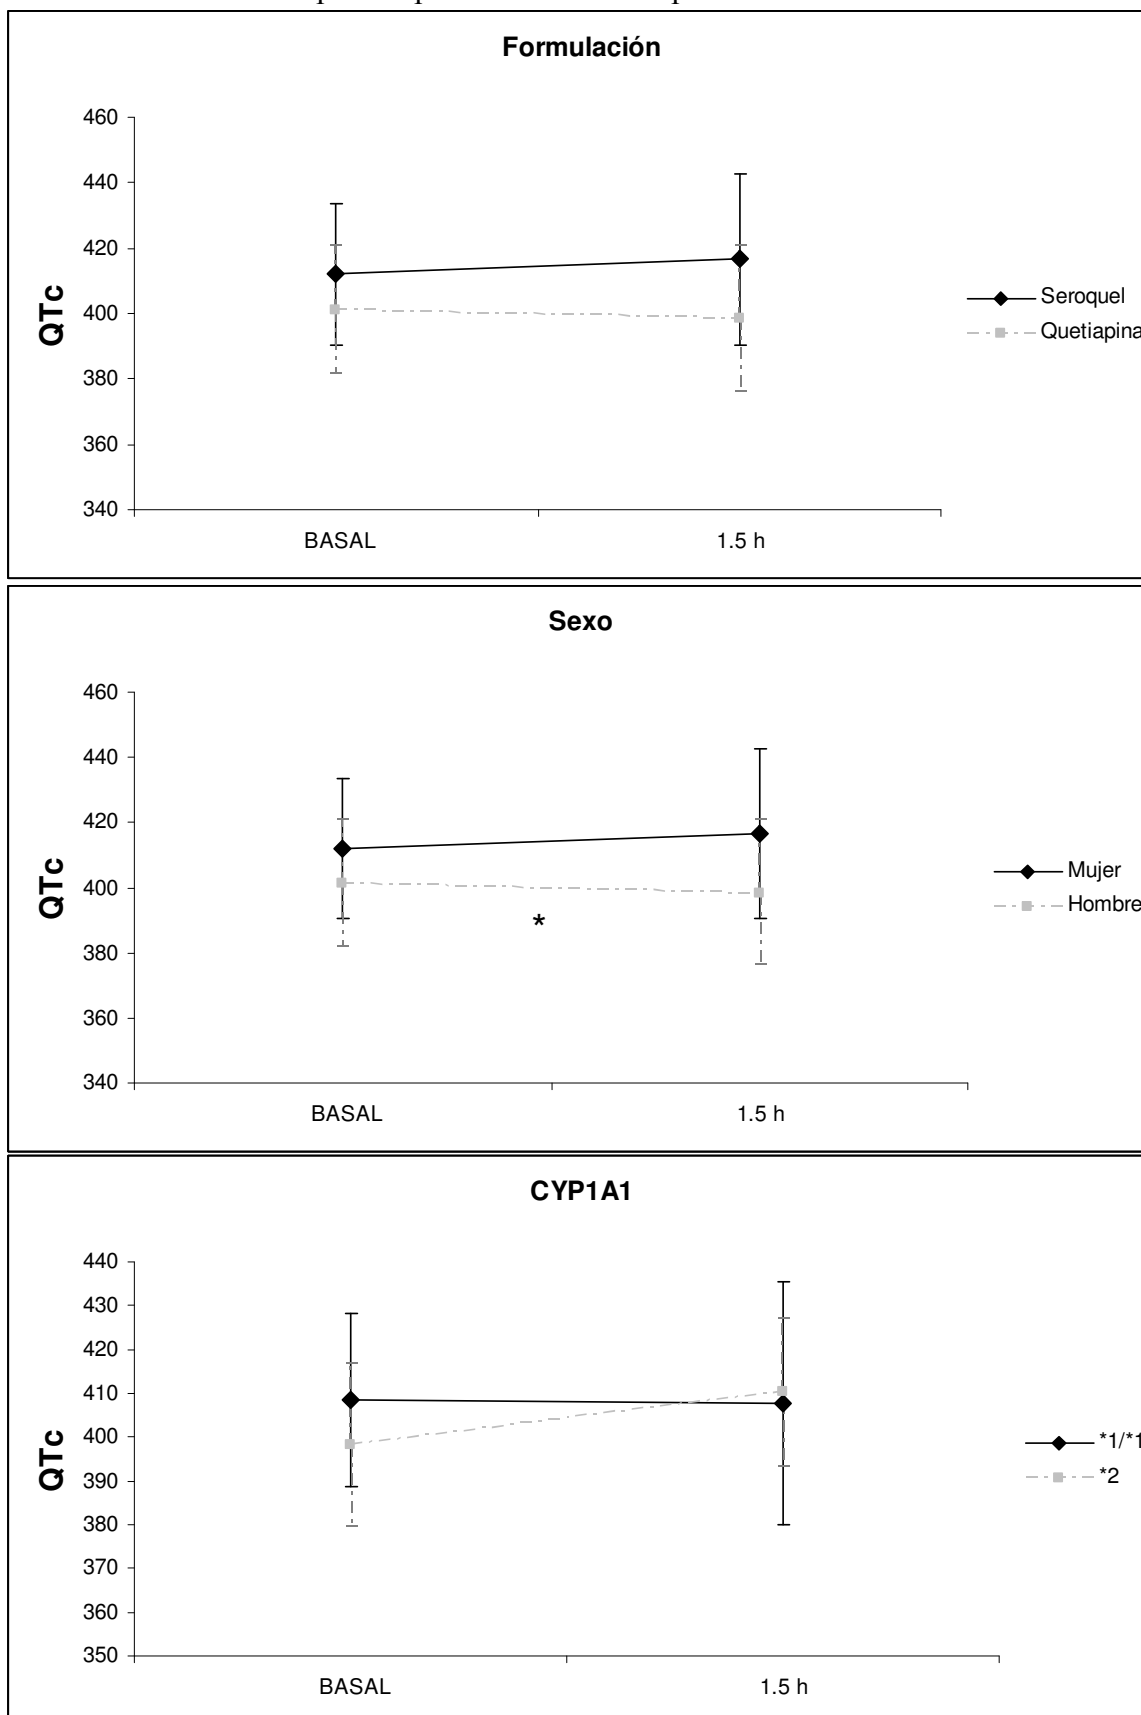 Formulación
460
440
420
400
380
360
340
QTc
BASAL
1.5 h
Seroquel
Quetiapina
Sexo
460
440
420
400
380
360
340
QTc
*
BASAL
1.5 h
Mujer
Hombre
CYP1A1
440
430
420
410
400
390
380
370
360
350
QTc
BASAL
1.5 h
*1/*1
*2